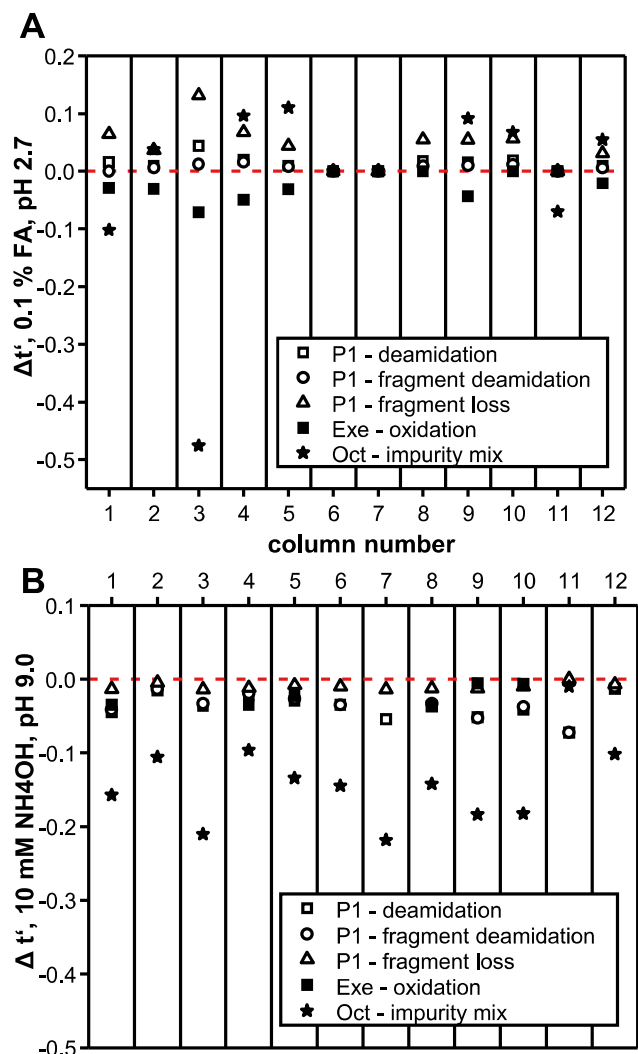 A
Δt‘, 0.1 % FA, pH 2.7
0.2
0.1
0.0
-0.1
-0.2
-0.3
-0.4
-0.5
P1 - deamidation
P1 - fragment deamidation
P1 - fragment loss
Exe - oxidation
Oct - impurity mix
1 2 3 4 5 6 7 8 9 10 11 12
column number
B
1 2 3 4 5 6 7 8 9 10 11 12
Δ t‘, 10 mM NH4OH, pH 9.0
0.1
0.0
-0.1
-0.2
-0.3
-0.4
-0.5
P1 - deamidation
P1 - fragment deamidation
P1 - fragment loss
Exe - oxidation
Oct - impurity mix